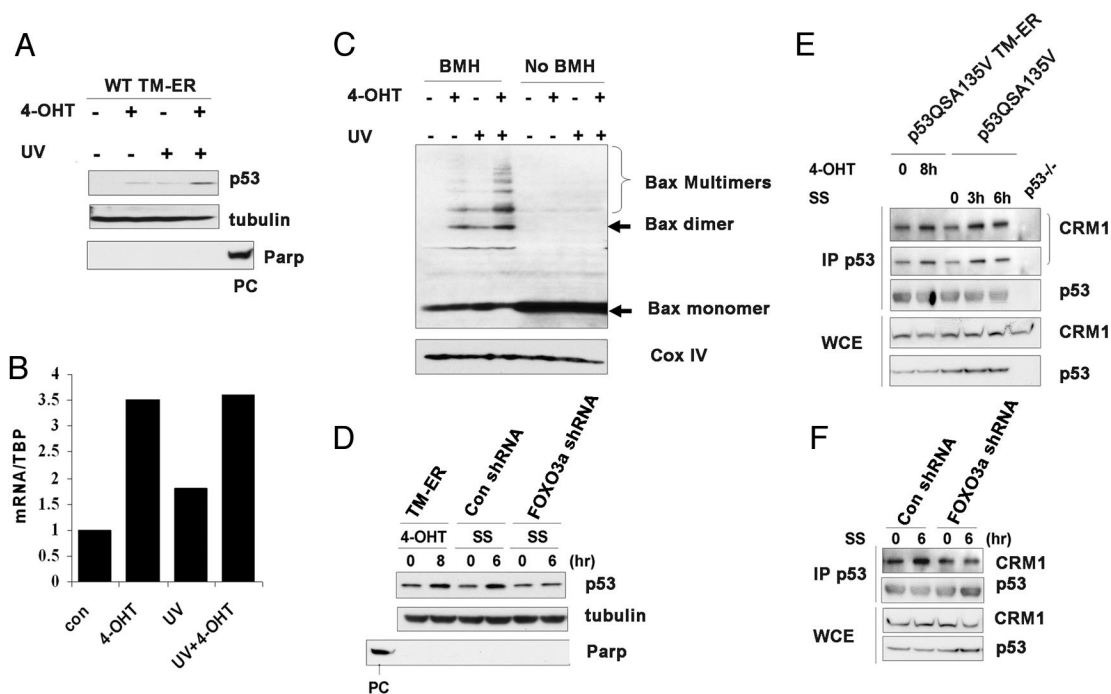 A
WT TM-ER
4-OHT - + - +
UV - - + +
p53
tubulin
Parp
PC
B
mRNA/TBP
4
3.5
3
2.5
2
1.5
1
0.5
0
con
4-OHT
UV
UV+4-OHT
C
BMH No BMH
4-OHT - + - + - + - +
UV - - + + - - + +
Bax Multimers
Bax dimer
Bax monomer
Cox IV
D
TM-ER Con shRNA FOXO3a shRNA
4-OHT SS SS
0 8 0 6 0 6 (hr)
p53
tubulin
Parp
PC
E
p53QSA135V TM-ER
p53QSA135V
p53-/-
4-OHT 0 8h
SS 0 3h 6h
IP p53
CRM1
p53
WCE
CRM1
p53
F
Con shRNA FOXO3a shRNA
SS 0 6 0 6 (hr)
IP p53
CRM1
p53
WCE
CRM1
p53